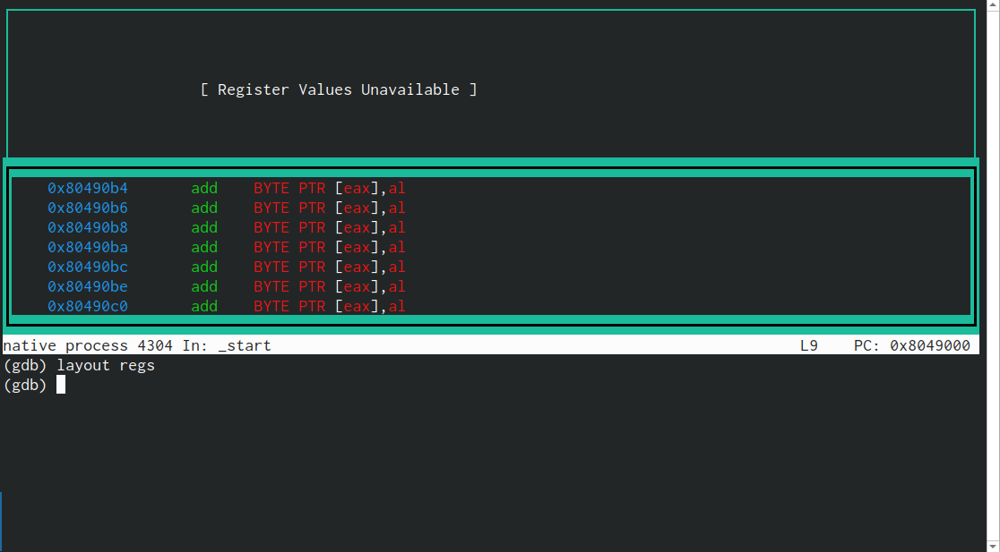 [ Register Values Unavailable ]
0x80490b4 add BYTE PTR [eax],al
0x80490b6 add BYTE PTR [eax],al
0x80490b8 add BYTE PTR [eax],al
0x80490ba add BYTE PTR [eax],al
0x80490bc add BYTE PTR [eax],al
0x80490be add BYTE PTR [eax],al
0x80490c0 add BYTE PTR [eax],al
native process 4304 In: _start L9 PC: 0x8049000
(gdb) layout regs
(gdb)